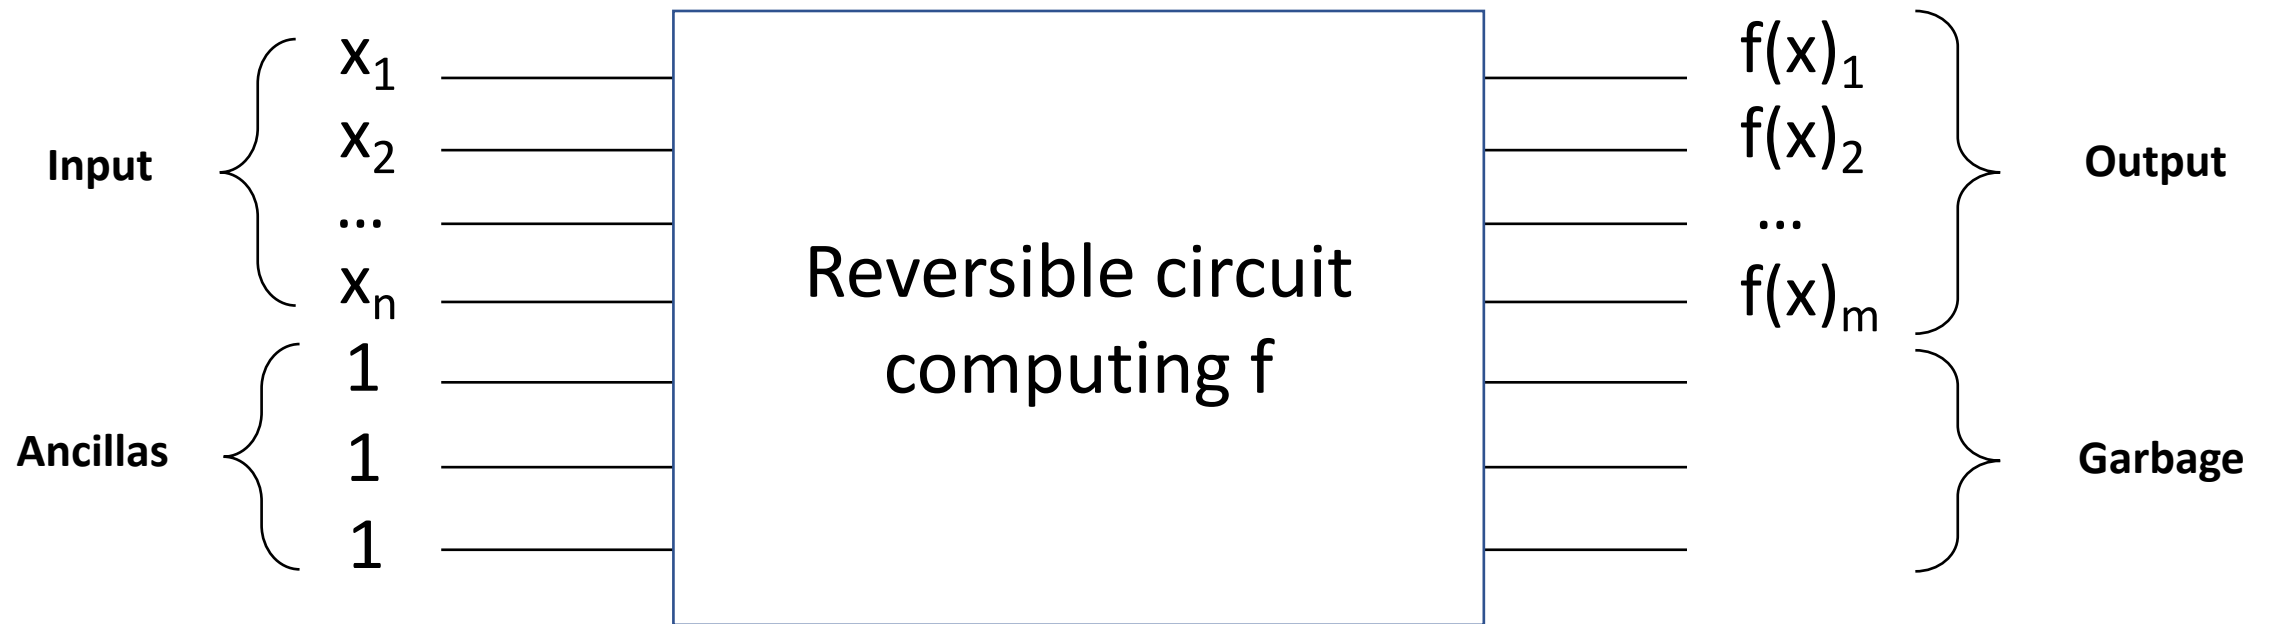 Input
x₁
x₂
...
xₙ
Ancillas
1
1
1
Reversible circuit
computing f
f(x)₁
f(x)₂
...
f(x)ₘ
Output
Garbage